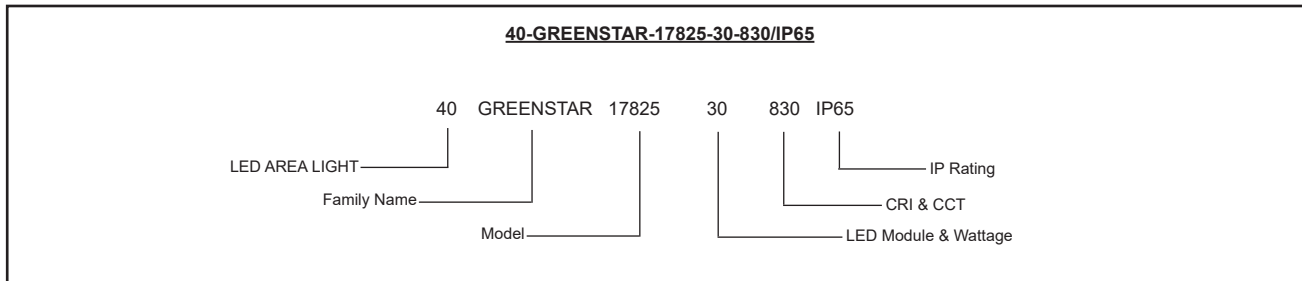 40-GREENSTAR-17825-30-830/IP65
40 GREENSTAR 17825 30 830 IP65
LED AREA LIGHT
IP Rating
Family Name
CRI & CCT
Model
LED Module & Wattage